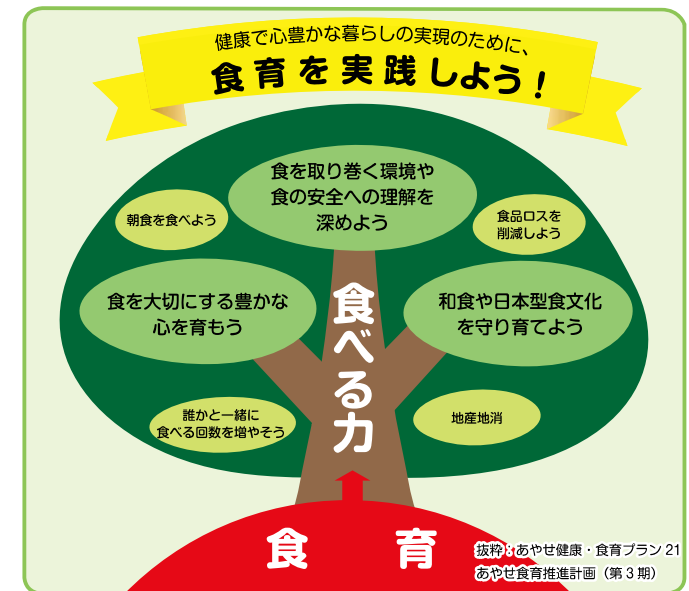 健康で心豊かな暮らしの実現のために、
食育を実践しよう！
食を取り巻く環境や
食の安全への理解を
深めよう
朝食を食べよう
食品ロスを
削減しよう
食を大切にする豊かな
心を育もう
和食や日本型食文化
を守り育てよう
食べる力
誰かと一緒に
食べる回数を増やそう
地産地消
食育
抜粋：あやせ健康・食育プラン21
あやせ食育推進計画（第3期）